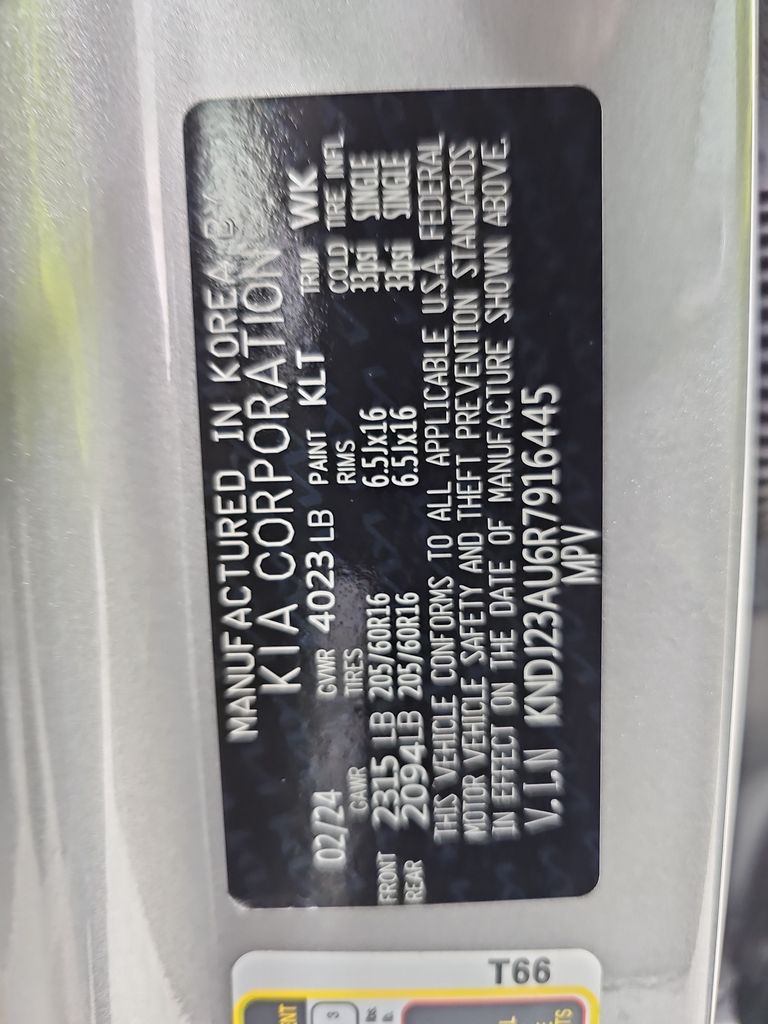 MANUFACTURED IN KOREA BY
KIA CORPORATION
02/24 GVWR 4023 LB PAINT KLT TRIM WK
GAWR TIRES RIMS COLD TIRE INFL
FRONT 2315 LB 205/60R16 6.5Jx16 33psi SINGLE
REAR 2094LB 205/60R16 6.5Jx16 33psi SINGLE
THIS VEHICLE CONFORMS TO ALL APPLICABLE U.S.A. FEDERAL
MOTOR VEHICLE SAFETY AND THEFT PREVENTION STANDARDS
IN EFFECT ON THE DATE OF MANUFACTURE SHOWN ABOVE.
V.I.N KNDJ23AU6R7916445
MPV
T66